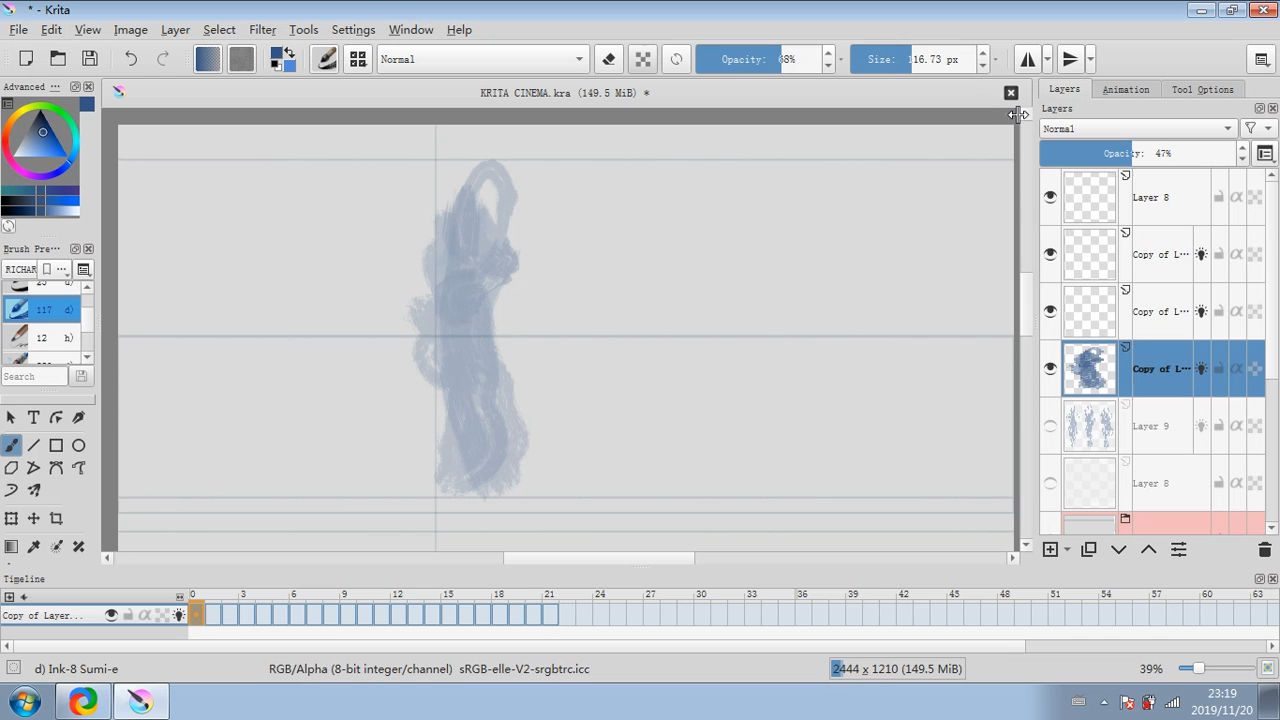 * - Krita
File Edit View Image Layer Select Filter Tools Settings Window Help
Normal
Opacity: 68%
Size: 116.73 px
Advanced ...
KRITA CINEMA.kra (149.5 MiB) *
Layers Animation Tool Options
Layers
Normal
Opacity: 47%
Layer 8
Copy of L···
Copy of L···
Copy of L···
Layer 9
Layer 8
Brush Pre···
RICHAR
117 d)
12 h)
Search
Timeline
0 3 6 9 12 15 18 21 24 27 30 33 36 39 42 45 48 51 54 56 60 63
Copy of Layer...
d) Ink-8 Sumi-e
RGB/Alpha (8-bit integer/channel) sRGB-elle-V2-srgbtrc.icc
2444 x 1210 (149.5 MiB)
39%
23:19
2019/11/20